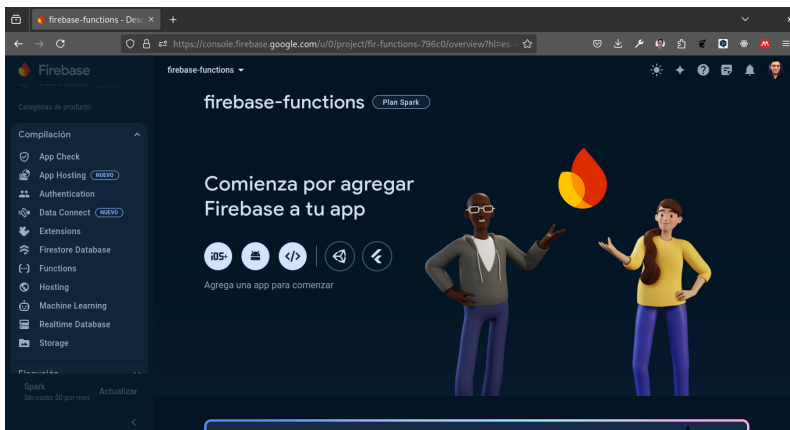 firebase-functions - Desc
https://console.firebase.google.com/u/0/project/fir-functions-796c0/overview?hl=es-
Firebase
firebase-functions
Categorías de producto
Compilación
App Check
App Hosting NUEVO
Authentication
Data Connect NUEVO
Extensions
Firestore Database
Functions
Hosting
Machine Learning
Realtime Database
Storage
Spark
Sin costo $0 por mes
Actualizar
firebase-functions Plan Spark
Comienza por agregar
Firebase a tu app
iOS+
Agrega una app para comenzar